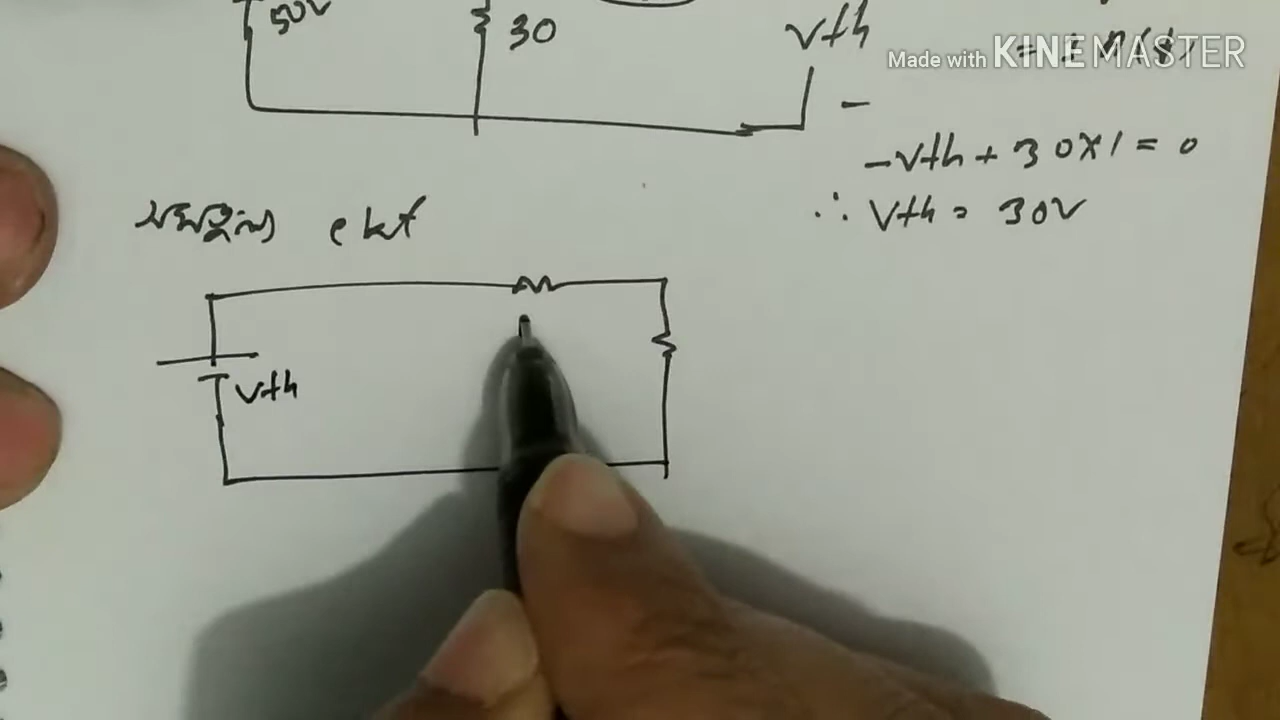 50V
30
Vth
Made with KINEMASTER
-
-Vth + 30×1 = 0
∴ Vth = 30V
ckt
Vth